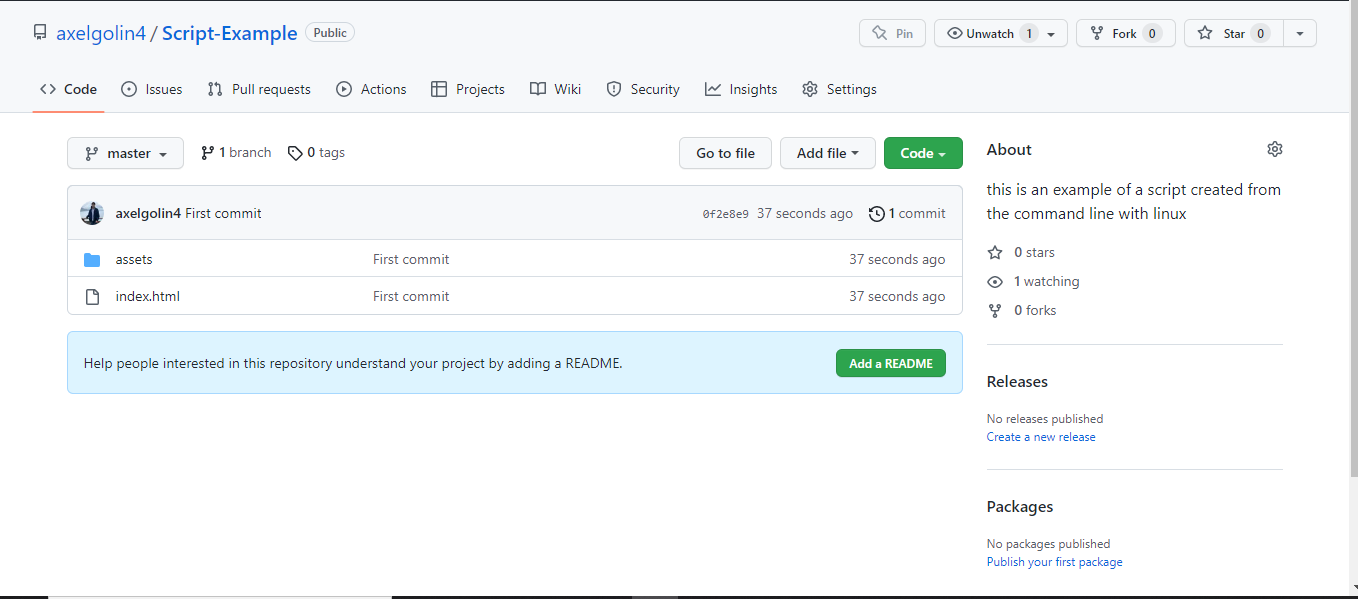 axelgolin4 / Script-Example Public
Pin Unwatch 1 Fork 0 Star 0
Code Issues Pull requests Actions Projects Wiki Security Insights Settings
master 1 branch 0 tags Go to file Add file Code
axelgolin4 First commit 0f2e8e9 37 seconds ago 1 commit
assets First commit 37 seconds ago
index.html First commit 37 seconds ago
Help people interested in this repository understand your project by adding a README. Add a README
About
this is an example of a script created from
the command line with linux
0 stars
1 watching
0 forks
Releases
No releases published
Create a new release
Packages
No packages published
Publish your first package